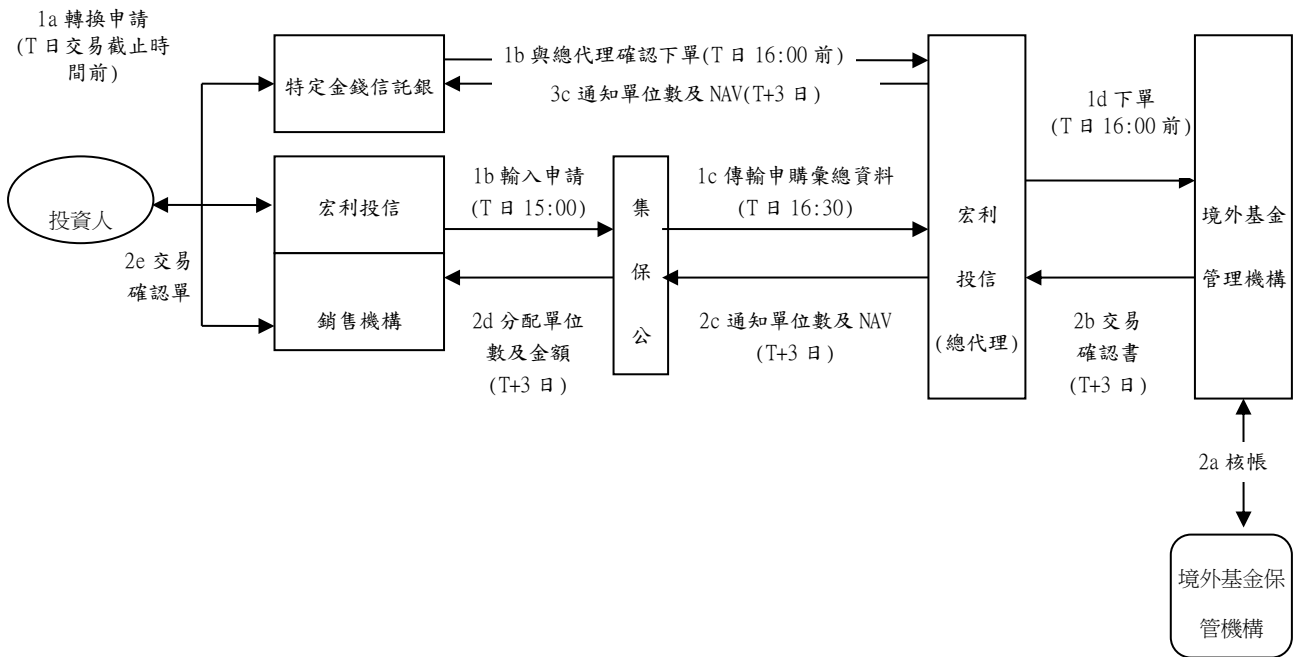 1a 轉換申請
(T 日交易截止時
間前)
特定金錢信託銀
1b 與總代理確認下單(T 日 16:00 前)
3c 通知單位數及 NAV(T+3 日)
1d 下單
(T 日 16:00 前)
投資人
宏利投信
1b 輸入申請
(T 日 15:00)
集
保
公
1c 傳輸申購彙總資料
(T 日 16:30)
宏利
投信
(總代理)
境外基金
管理機構
2e 交易
確認單
銷售機構
2d 分配單位
數及金額
(T+3 日)
2c 通知單位數及 NAV
(T+3 日)
2b 交易
確認書
(T+3 日)
2a 核帳
境外基金保
管機構